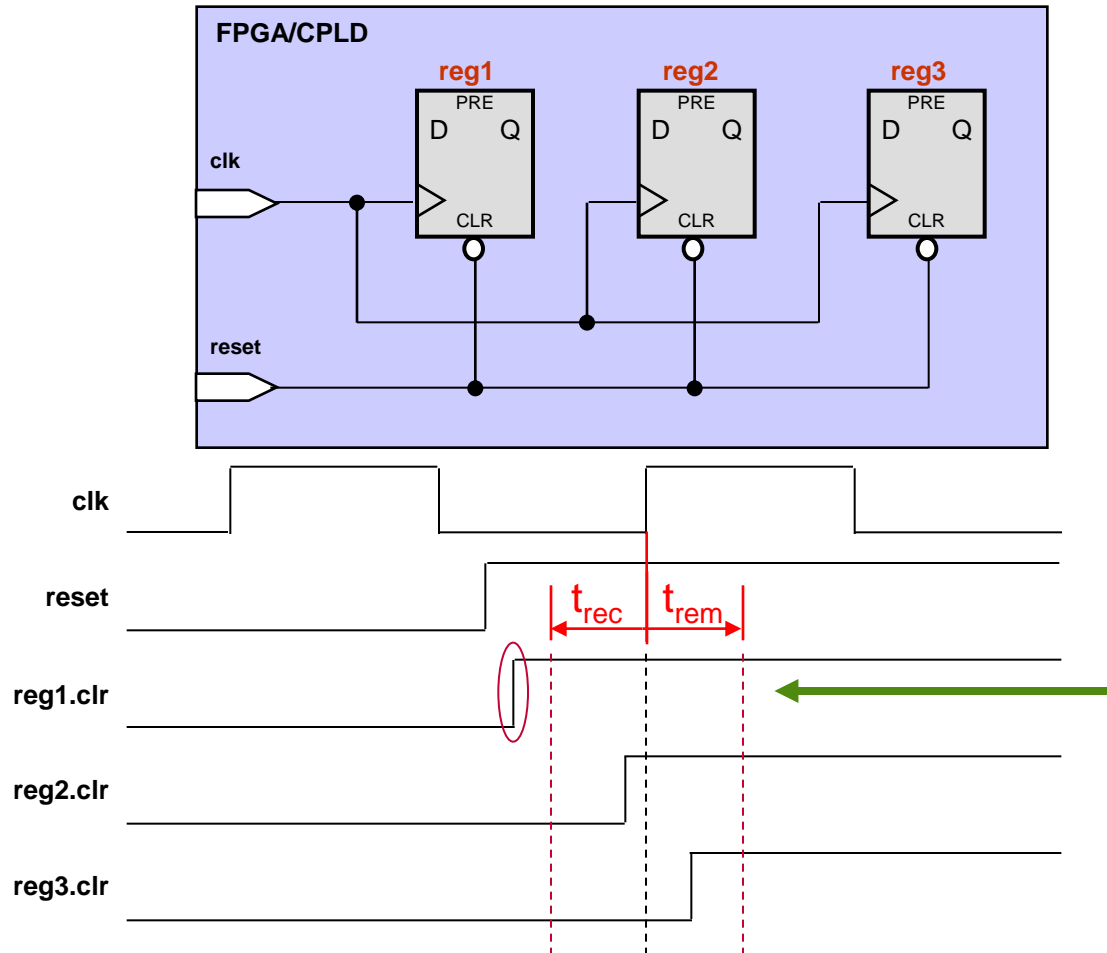 FPGA/CPLD
reg1 reg2 reg3
PRE PRE PRE
D Q D Q D Q
clk
CLR CLR CLR
reset
clk
reset
trec trem
reg1.clr
reg2.clr
reg3.clr